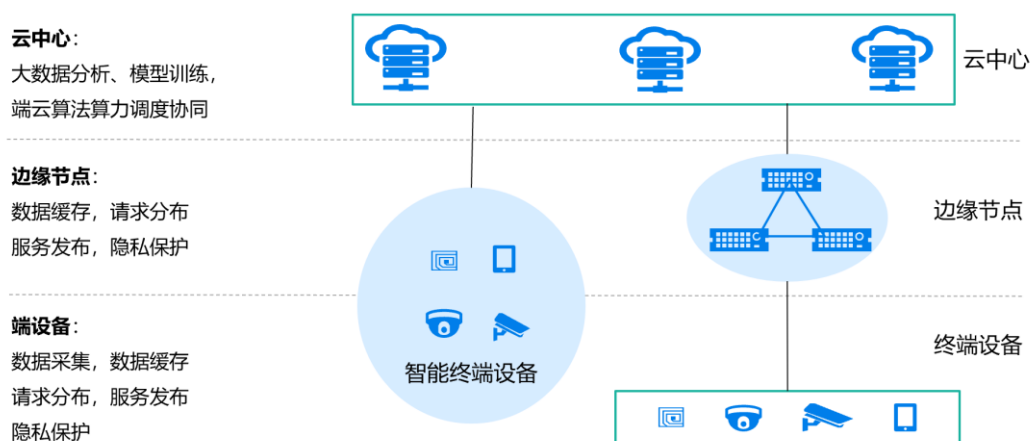 云中心：
大数据分析、模型训练，
端云算法算力调度协同
云中心
边缘节点：
数据缓存，请求分布
服务发布，隐私保护
边缘节点
端设备：
数据采集，数据缓存
请求分布，服务发布
隐私保护
智能终端设备
终端设备